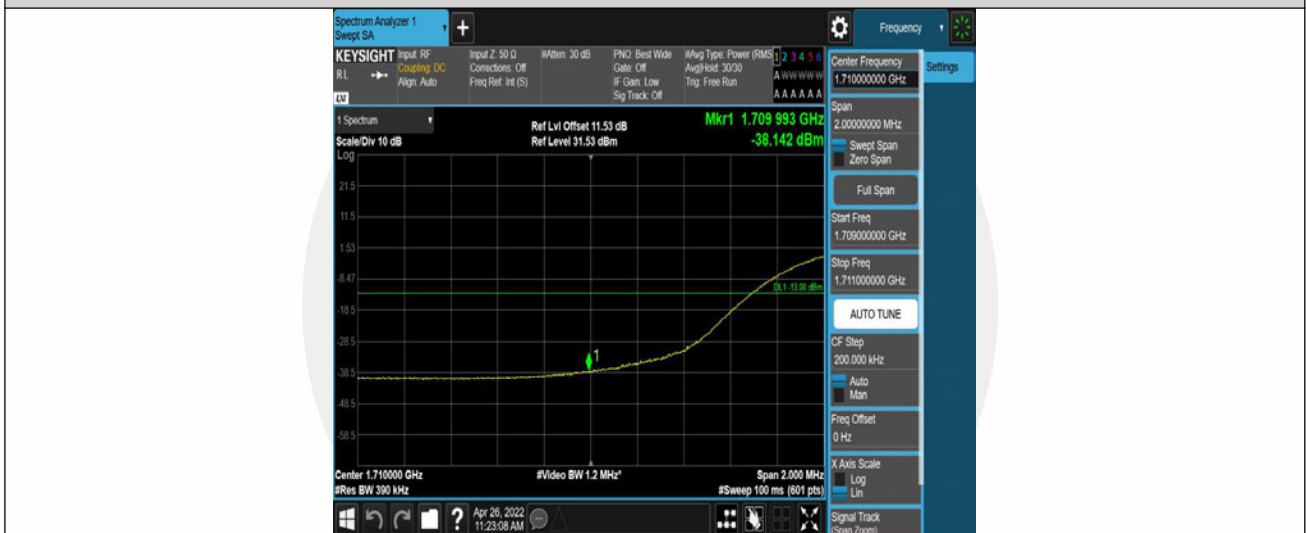 Spectrum Analyzer 1
Swept SA
+
Frequency
KEYSIGHT
RL
Input: RF
Coupling: DC
Align: Auto
Input Z: 50 Ω
Corrections: Off
Freq Ref: Int (S)
#Atten: 30 dB
PNO: Best Wide
Gate: Off
IF Gain: Low
Sig Track: Off
#Avg Type: Power (RMS
Avg|Hold: 30/30
Trig: Free Run
1 2 3 4 5 6
A W W W W W
A A A A A A
1 Spectrum
Scale/Div 10 dB
Log
Ref Lvl Offset 11.53 dB
Ref Level 31.53 dBm
Mkr1 1.709 993 GHz
-38.142 dBm
21.5
11.5
1.53
-8.47
DL1 -13.00 dBm
-18.5
-28.5
1
-38.5
-48.5
-58.5
Center 1.710000 GHz
#Res BW 390 kHz
#Video BW 1.2 MHz*
Span 2.000 MHz
#Sweep 100 ms (601 pts)
Apr 26, 2022
11:23:08 AM
?
Center Frequency
1.710000000 GHz
Settings
Span
2.00000000 MHz
Swept Span
Zero Span
Full Span
Start Freq
1.709000000 GHz
Stop Freq
1.711000000 GHz
AUTO TUNE
CF Step
200.000 kHz
Auto
Man
Freq Offset
0 Hz
X Axis Scale
Log
Lin
Signal Track
(Span Zoom)